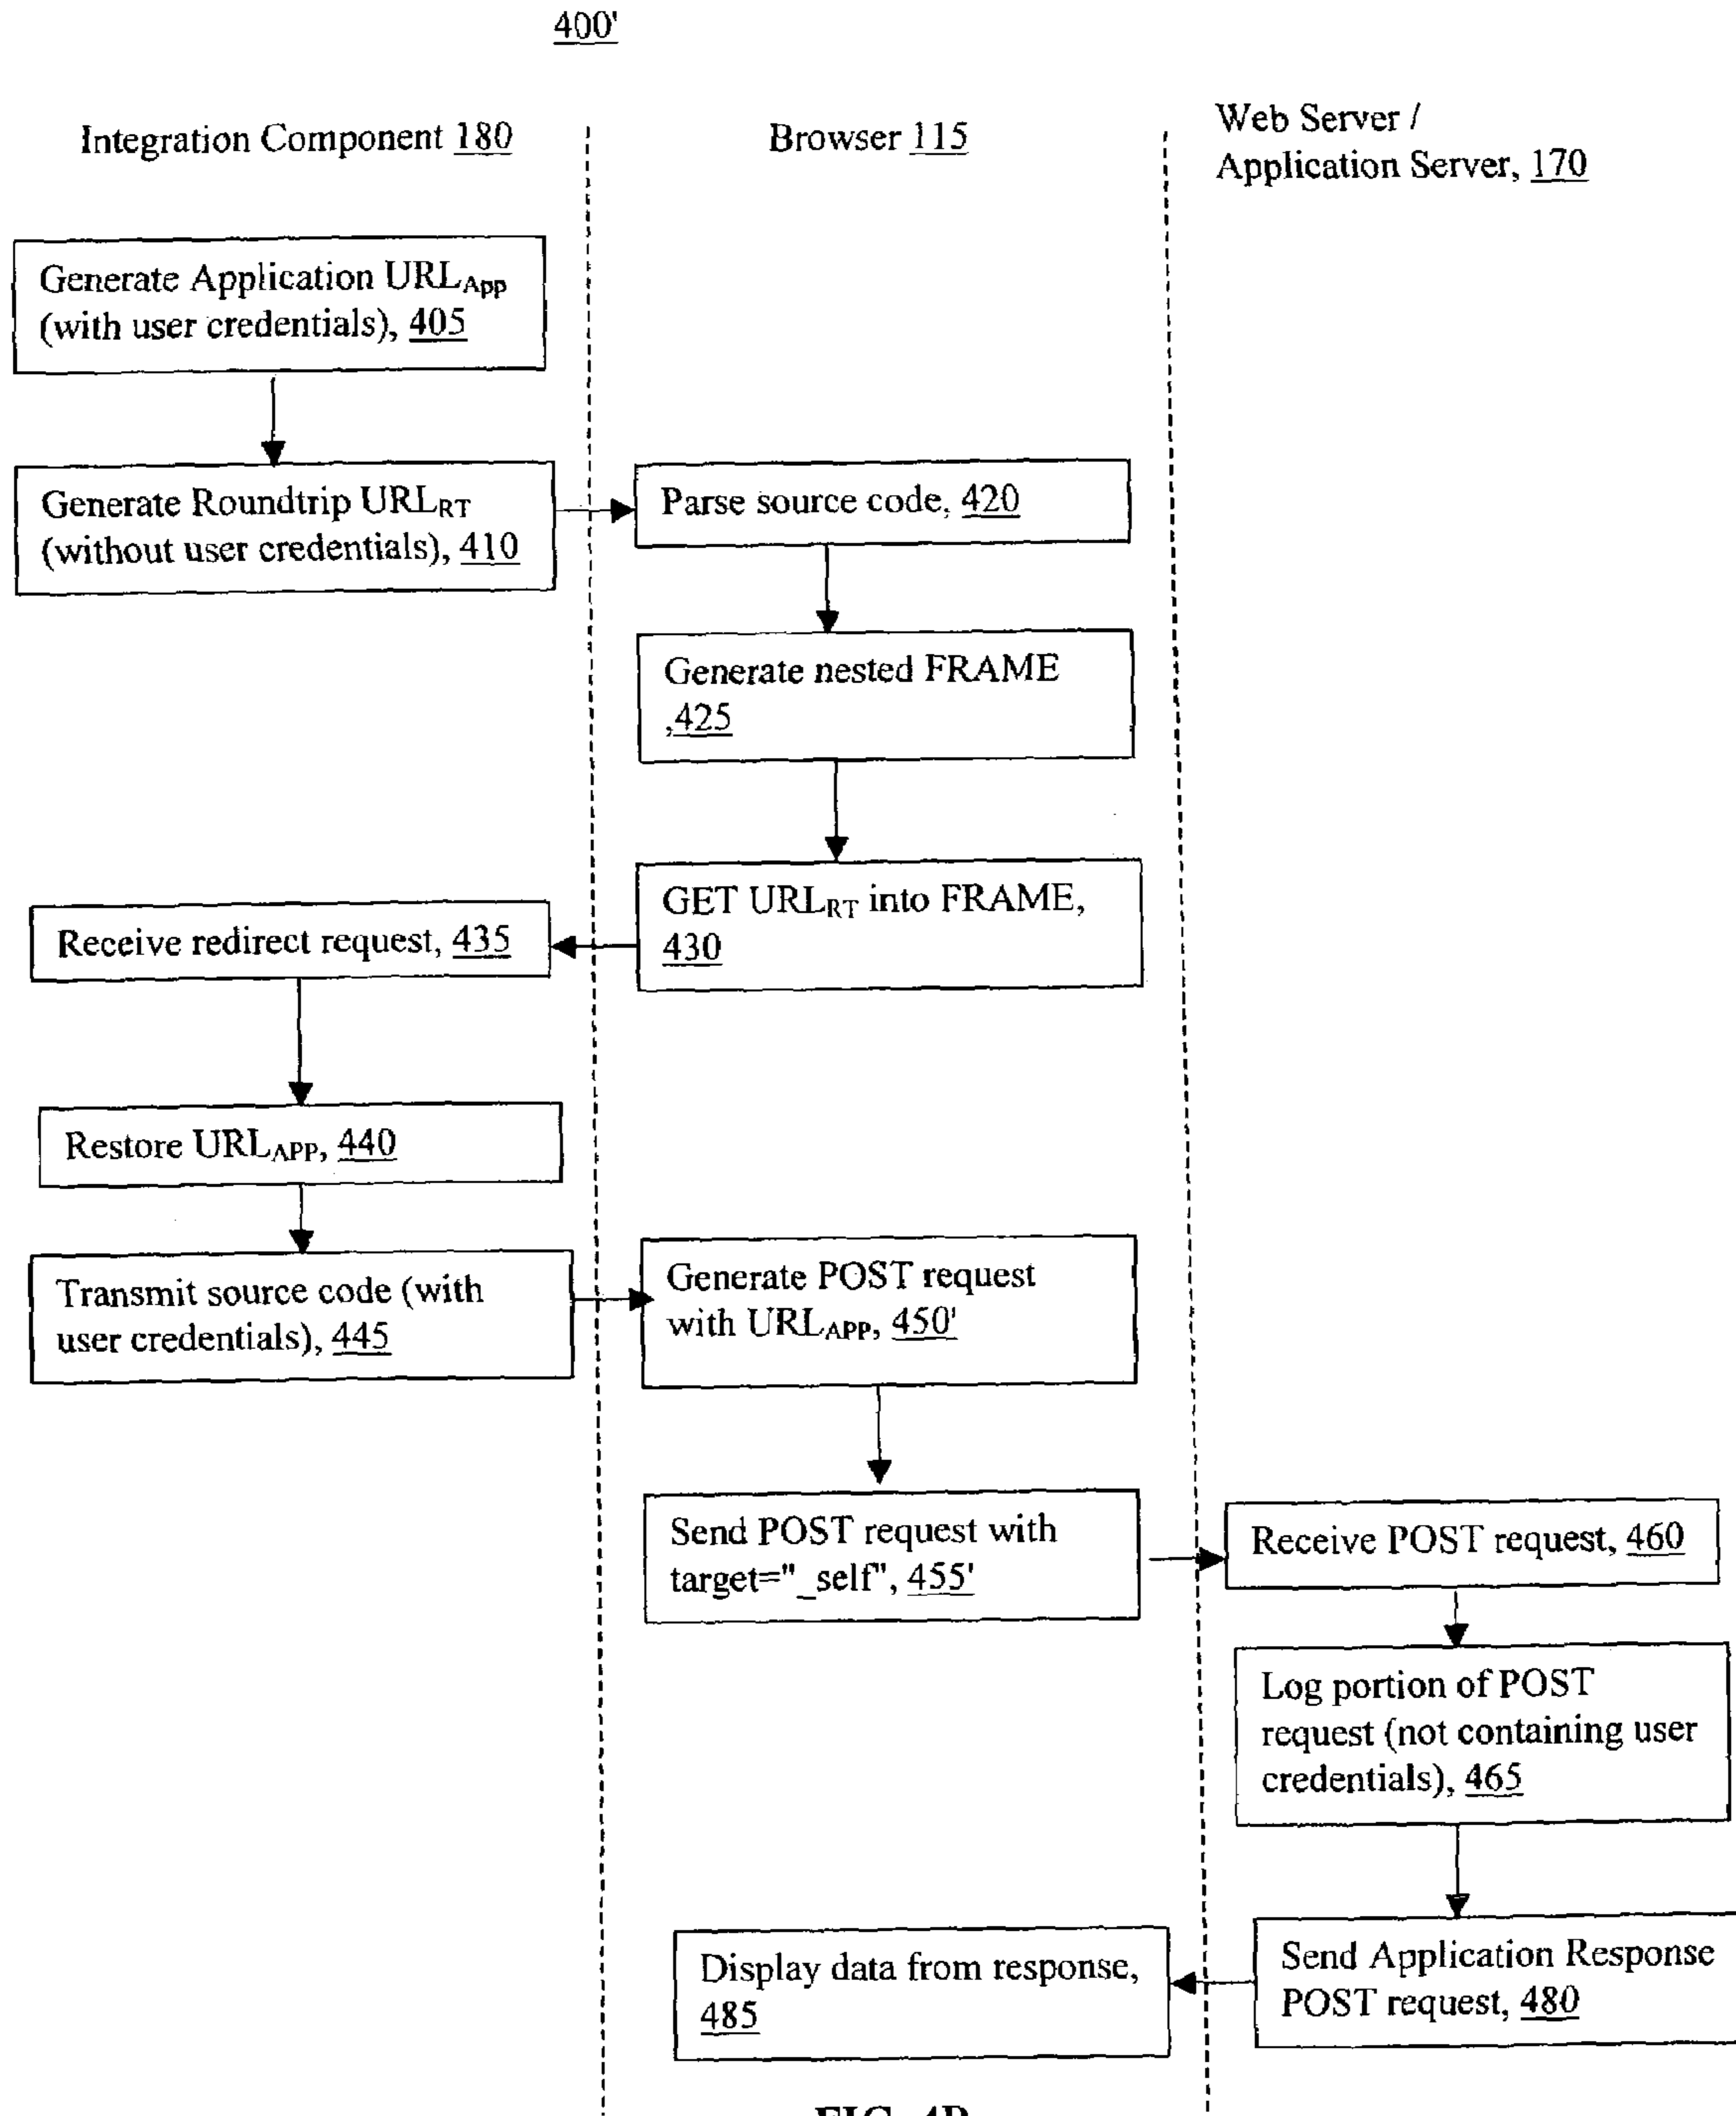 400'
Integration Component 180
Browser 115
Web Server /
Application Server, 170
Generate Application URLApp
(with user credentials), 405
Generate Roundtrip URLRT
(without user credentials), 410
Parse source code, 420
Generate nested FRAME
,425
GET URLRT into FRAME,
430
Receive redirect request, 435
Restore URLAPP, 440
Transmit source code (with
user credentials), 445
Generate POST request
with URLAPP, 450'
Send POST request with
target="_self", 455'
Receive POST request, 460
Log portion of POST
request (not containing user
credentials), 465
Send Application Response
POST request, 480
Display data from response,
485
FIG. 4B